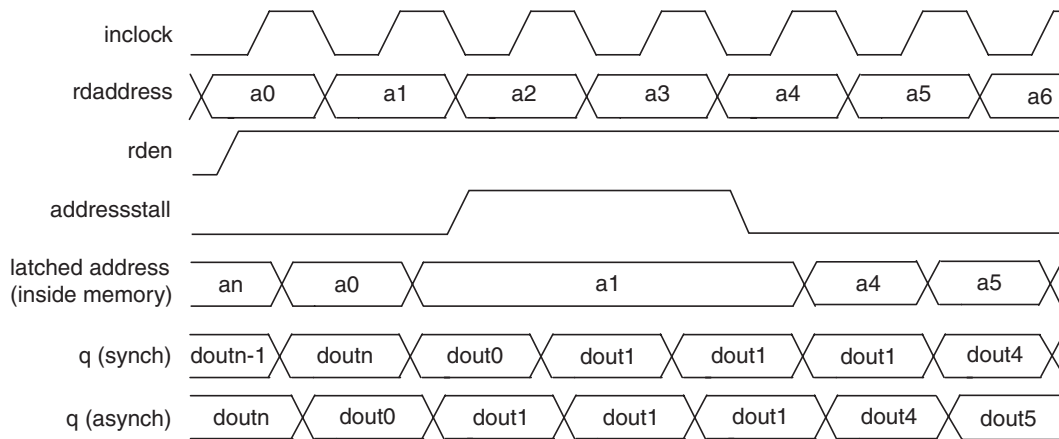 inclock
rdaddress a0 a1 a2 a3 a4 a5 a6
rden
addressstall
latched address
(inside memory) an a0 a1 a4 a5
q (synch) doutn-1 doutn dout0 dout1 dout1 dout1 dout4
q (asynch) doutn dout0 dout1 dout1 dout1 dout4 dout5